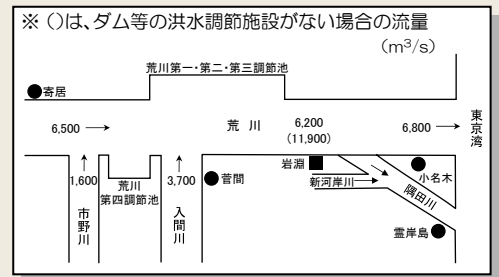 ※ ()は、ダム等の洪水調節施設がない場合の流量
(m³/s)
荒川第一・第二・第三調節池
●寄居
6,500 →
荒 川
6,200
(11,900)
6,800 →
東京湾
1,600
市野川
荒川
第四調節池
3,700
入間川
●菅間
岩淵
新河岸川
小名木
隅田川
霊岸島